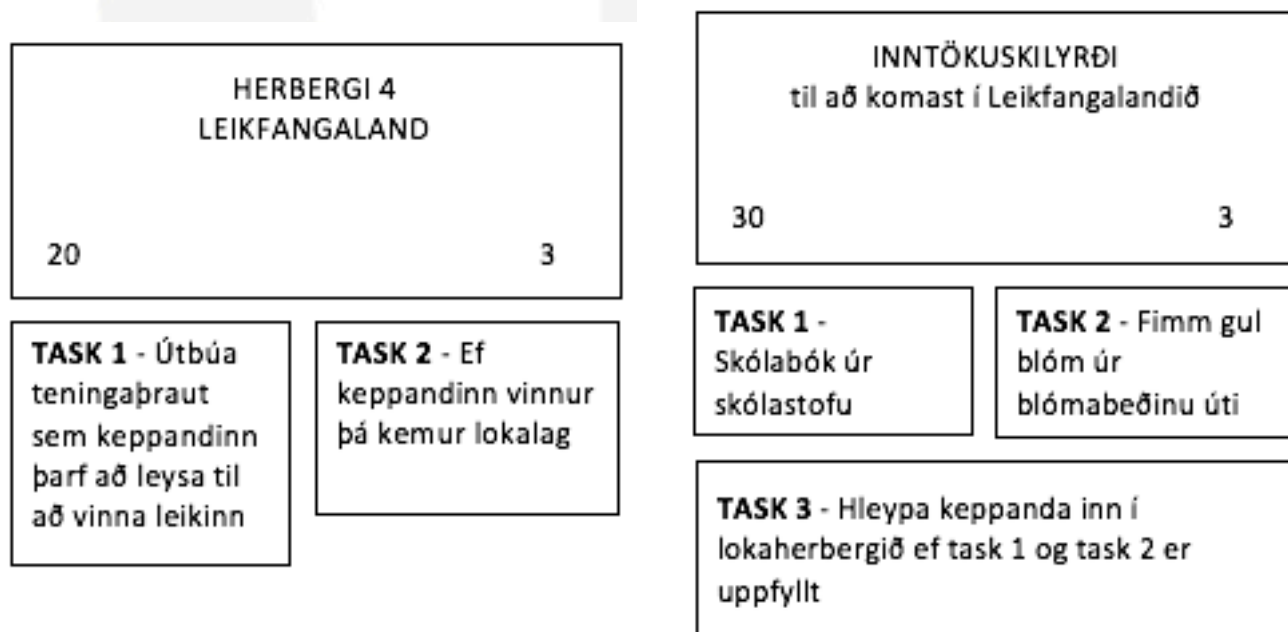 HERBERGI 4
LEIKFANGALAND
20 3
TASK 1 - Útbúa
teningaþraut
sem keppandinn
þarf að leysa til
að vinna leikinn
TASK 2 - Ef
keppandinn vinnur
þá kemur lokalag
INNTÖKUSKILYRÐI
til að komast í Leikfangalandið
30 3
TASK 1 -
Skólabók úr
skólastofu
TASK 2 - Fimm gul
blóm úr
blómabeðinu úti
TASK 3 - Hleypa keppanda inn í
lokaherbergið ef task 1 og task 2 er
uppfyllt